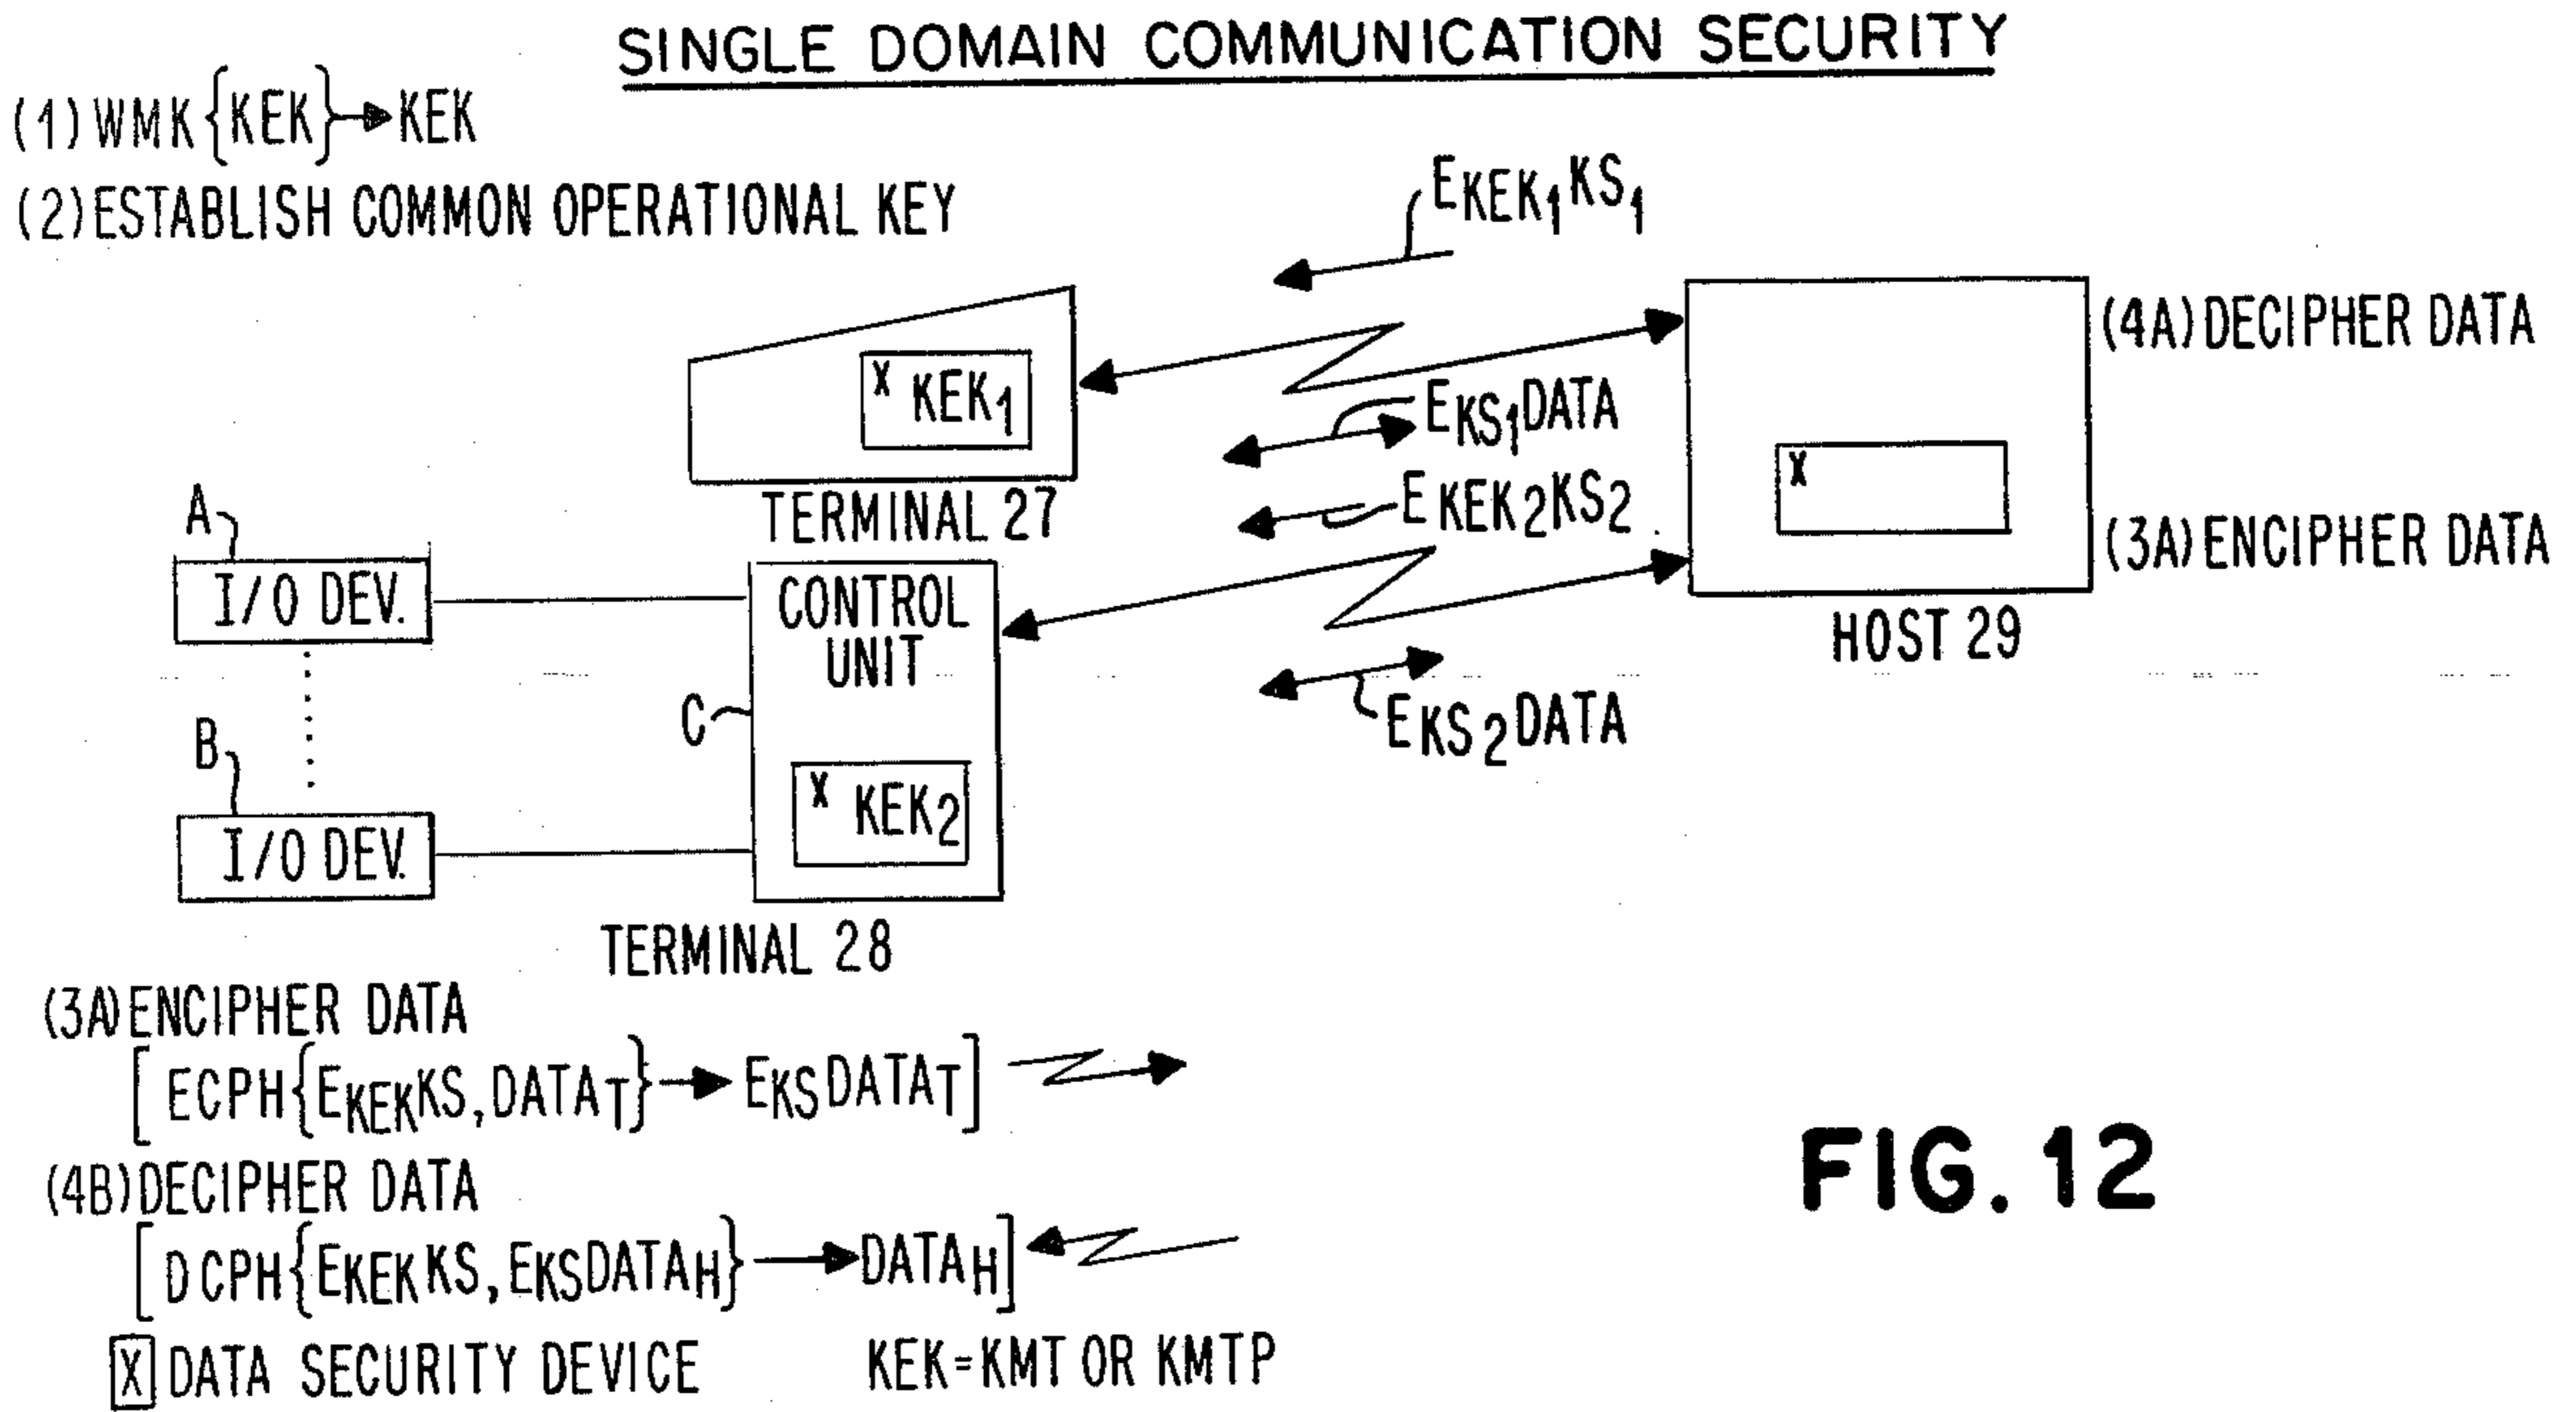 SINGLE DOMAIN COMMUNICATION SECURITY
(1) WMK {KEK} → KEK
(2) ESTABLISH COMMON OPERATIONAL KEY
EKEK1KS1
(4A) DECIPHER DATA
X KEK1
EKS1DATA
TERMINAL 27
EKEK2KS2
X
(3A) ENCIPHER DATA
HOST 29
A
I/O DEV.
CONTROL
UNIT
C
EKS2DATA
B
X KEK2
I/O DEV.
TERMINAL 28
(3A) ENCIPHER DATA
[ECPH{EKEKKS, DATAT} → EKSDATAT]
(4B) DECIPHER DATA
[DCPH{EKEKKS, EKSDATAH} → DATAH]
X DATA SECURITY DEVICE KEK=KMT OR KMTP
FIG. 12